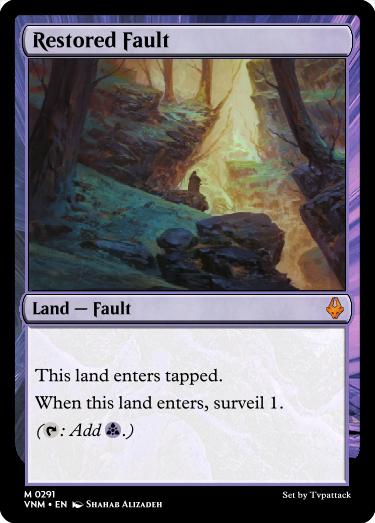 Restored Fault
Land — Fault
This land enters tapped.
When this land enters, surveil 1.
(: Add .)
M 0291
VNM • EN Shahab Alizadeh
Set by Tvpattack